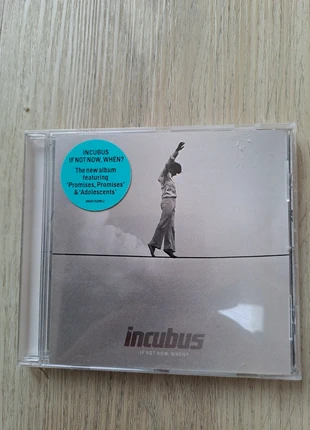 INCUBUS
IF NOT NOW, WHEN?
The new album
featuring
'Promises, Promises'
& 'Adolescents'
incubus
IF NOT NOW, WHEN?